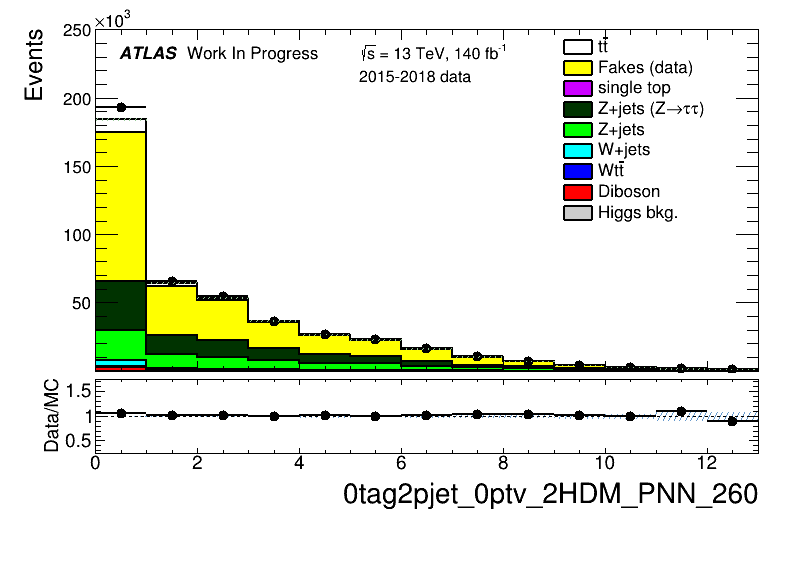 ×10³
Events
250
200
150
100
50
ATLAS Work In Progress
√s = 13 TeV, 140 fb⁻¹
2015-2018 data
tt̄
Fakes (data)
single top
Z+jets (Z→ττ)
Z+jets
W+jets
Wtt̄
Diboson
Higgs bkg.
Data/MC
1.5
1
0.5
0 2 4 6 8 10 12
0tag2pjet_0ptv_2HDM_PNN_260